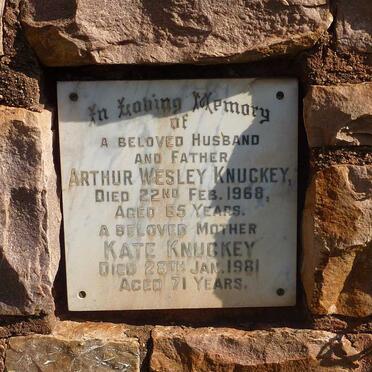 In Loving Memory
of
A BELOVED HUSBAND
AND FATHER
ARTHUR WESLEY KNUCKEY,
DIED 22ND FEB. 1968,
AGED 65 YEARS.
A BELOVED MOTHER
KATE KNUCKEY
DIED 28TH JAN. 1981
AGED 71 YEARS.